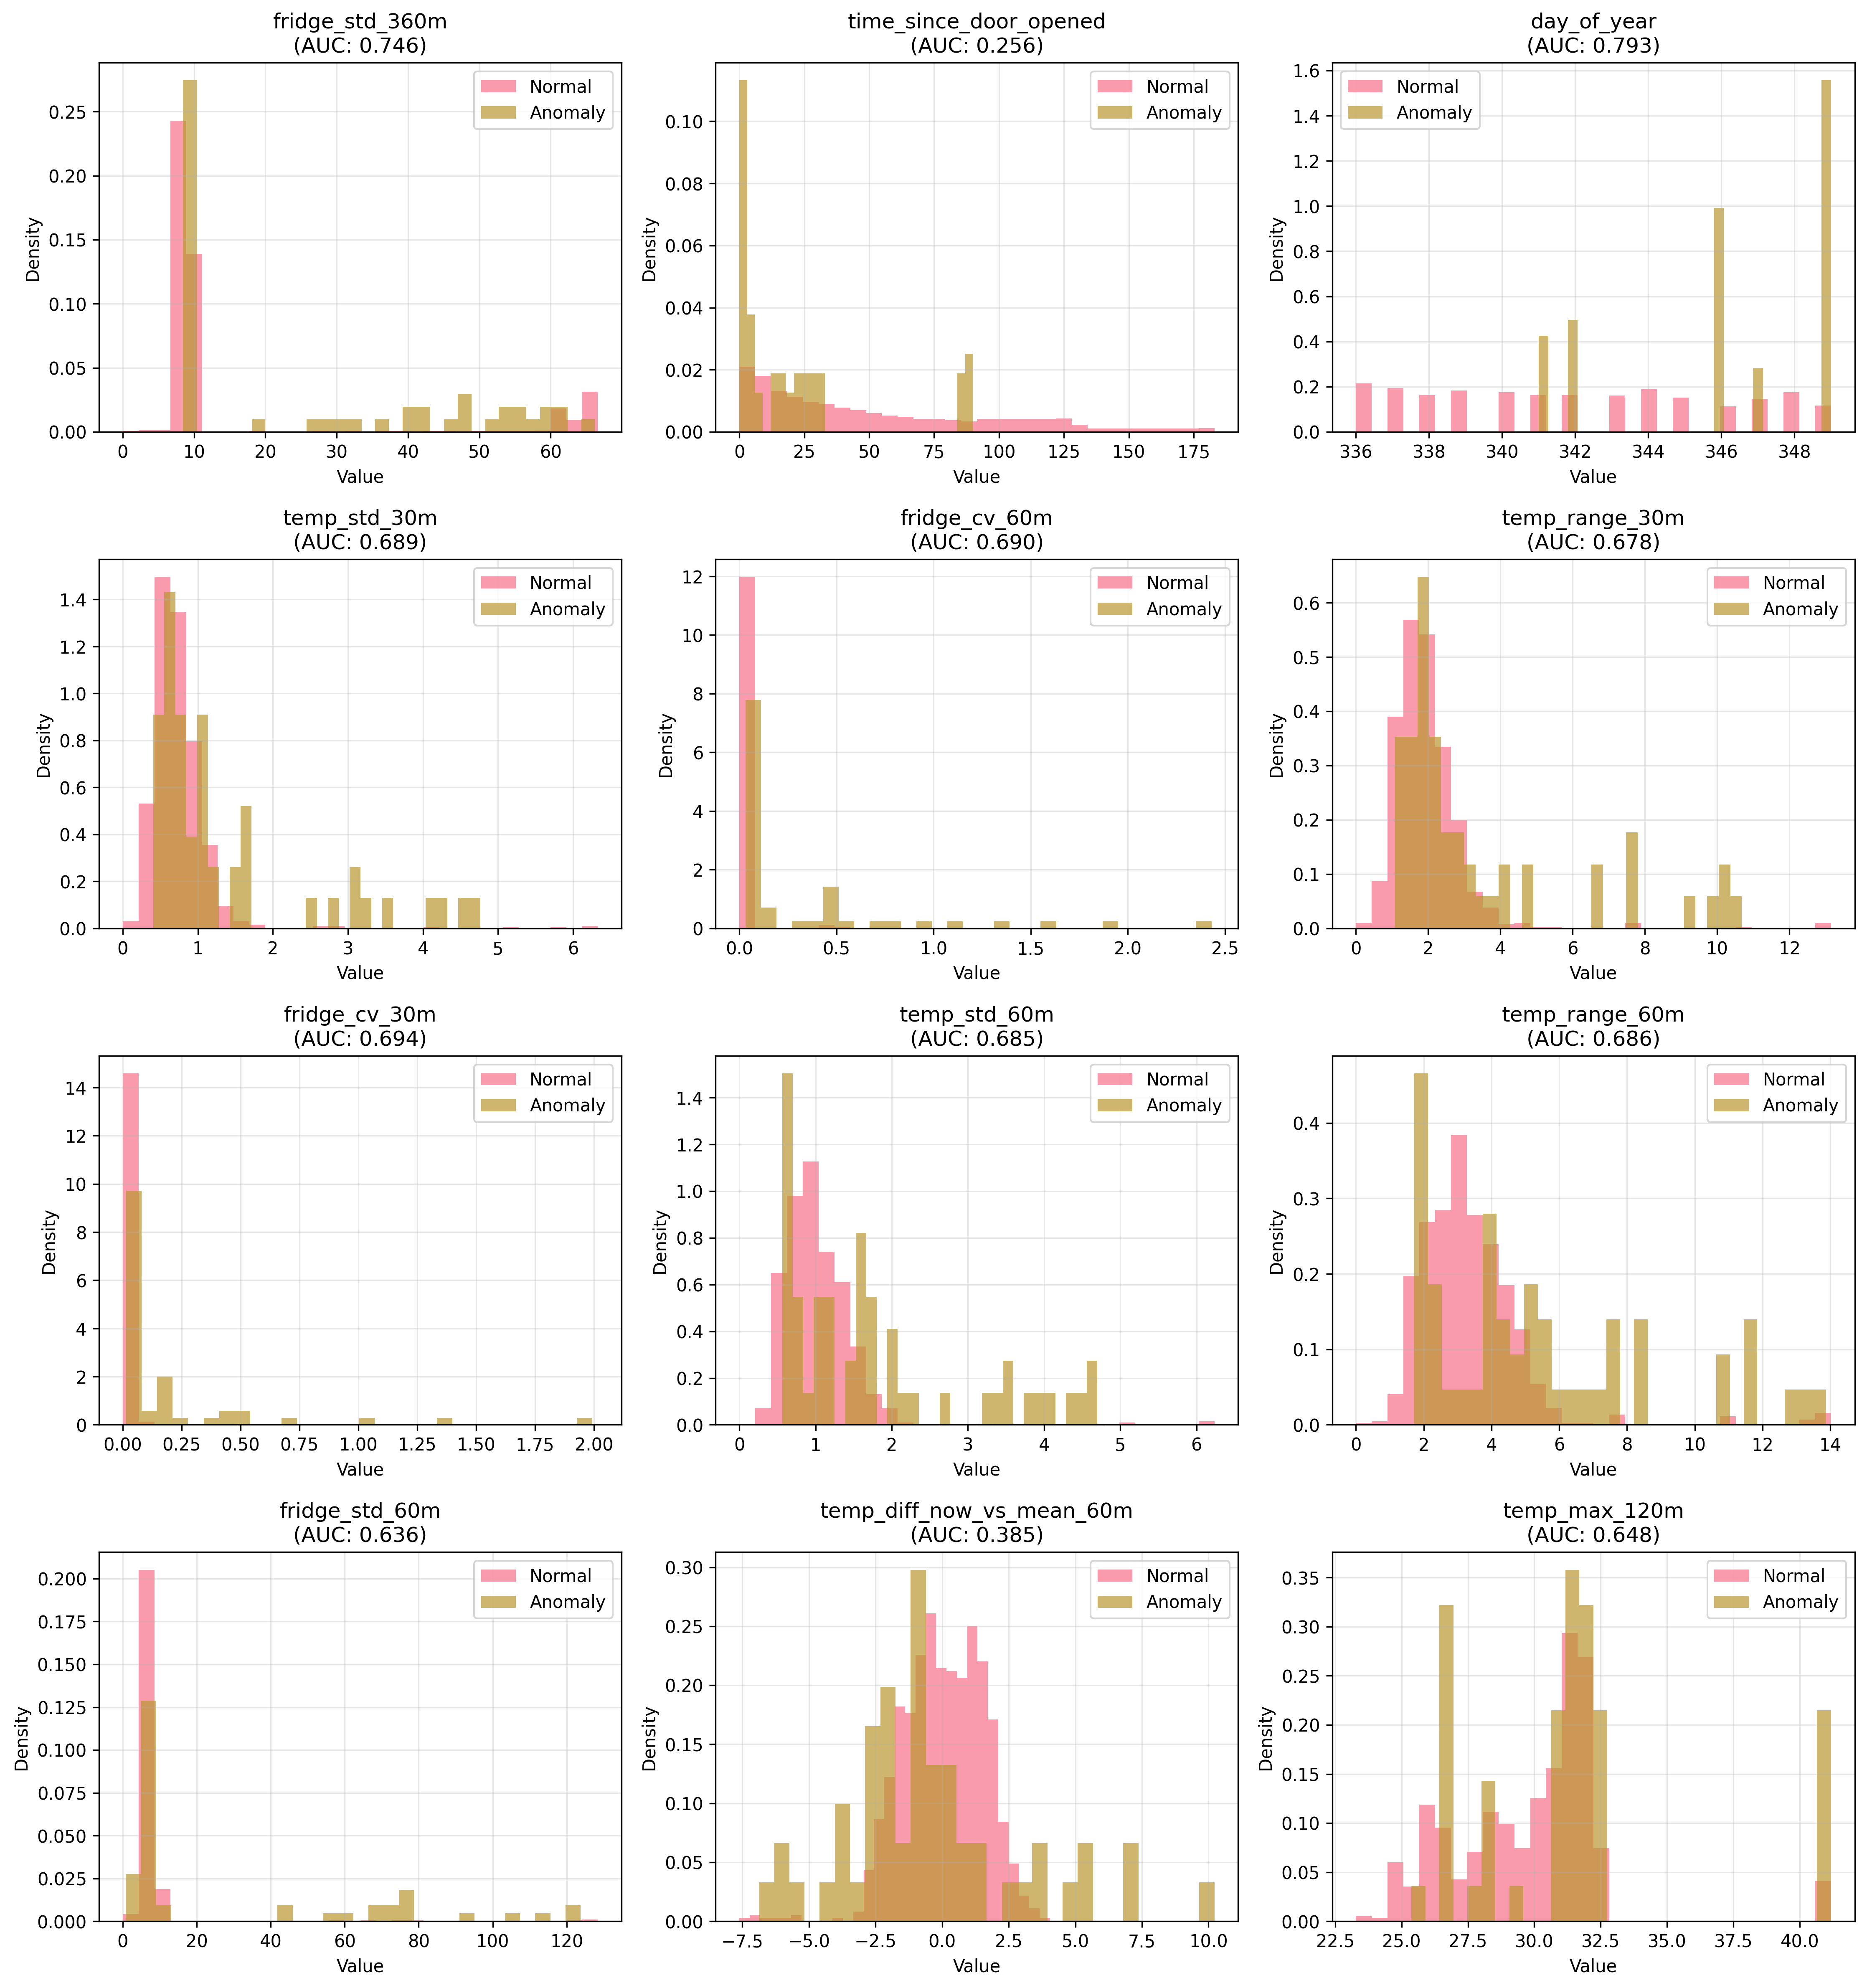 fridge_std_360m
(AUC: 0.746)
Density
0.25
0.20
0.15
0.10
0.05
0.00
0 10 20 30 40 50 60
Value
Normal
Anomaly
time_since_door_opened
(AUC: 0.256)
Density
0.10
0.08
0.06
0.04
0.02
0.00
0 25 50 75 100 125 150 175
Value
Normal
Anomaly
day_of_year
(AUC: 0.793)
Density
1.6
1.4
1.2
1.0
0.8
0.6
0.4
0.2
0.0
336 338 340 342 344 346 348
Value
Normal
Anomaly
temp_std_30m
(AUC: 0.689)
Density
1.4
1.2
1.0
0.8
0.6
0.4
0.2
0.0
0 1 2 3 4 5 6
Value
Normal
Anomaly
fridge_cv_60m
(AUC: 0.690)
Density
12
10
8
6
4
2
0
0.0 0.5 1.0 1.5 2.0 2.5
Value
Normal
Anomaly
temp_range_30m
(AUC: 0.678)
Density
0.6
0.5
0.4
0.3
0.2
0.1
0.0
0 2 4 6 8 10 12
Value
Normal
Anomaly
fridge_cv_30m
(AUC: 0.694)
Density
14
12
10
8
6
4
2
0
0.00 0.25 0.50 0.75 1.00 1.25 1.50 1.75 2.00
Value
Normal
Anomaly
temp_std_60m
(AUC: 0.685)
Density
1.4
1.2
1.0
0.8
0.6
0.4
0.2
0.0
0 1 2 3 4 5 6
Value
Normal
Anomaly
temp_range_60m
(AUC: 0.686)
Density
0.4
0.3
0.2
0.1
0.0
0 2 4 6 8 10 12 14
Value
Normal
Anomaly
fridge_std_60m
(AUC: 0.636)
Density
0.200
0.175
0.150
0.125
0.100
0.075
0.050
0.025
0.000
0 20 40 60 80 100 120
Value
Normal
Anomaly
temp_diff_now_vs_mean_60m
(AUC: 0.385)
Density
0.30
0.25
0.20
0.15
0.10
0.05
0.00
−7.5 −5.0 −2.5 0.0 2.5 5.0 7.5 10.0
Value
Normal
Anomaly
temp_max_120m
(AUC: 0.648)
Density
0.35
0.30
0.25
0.20
0.15
0.10
0.05
0.00
22.5 25.0 27.5 30.0 32.5 35.0 37.5 40.0
Value
Normal
Anomaly